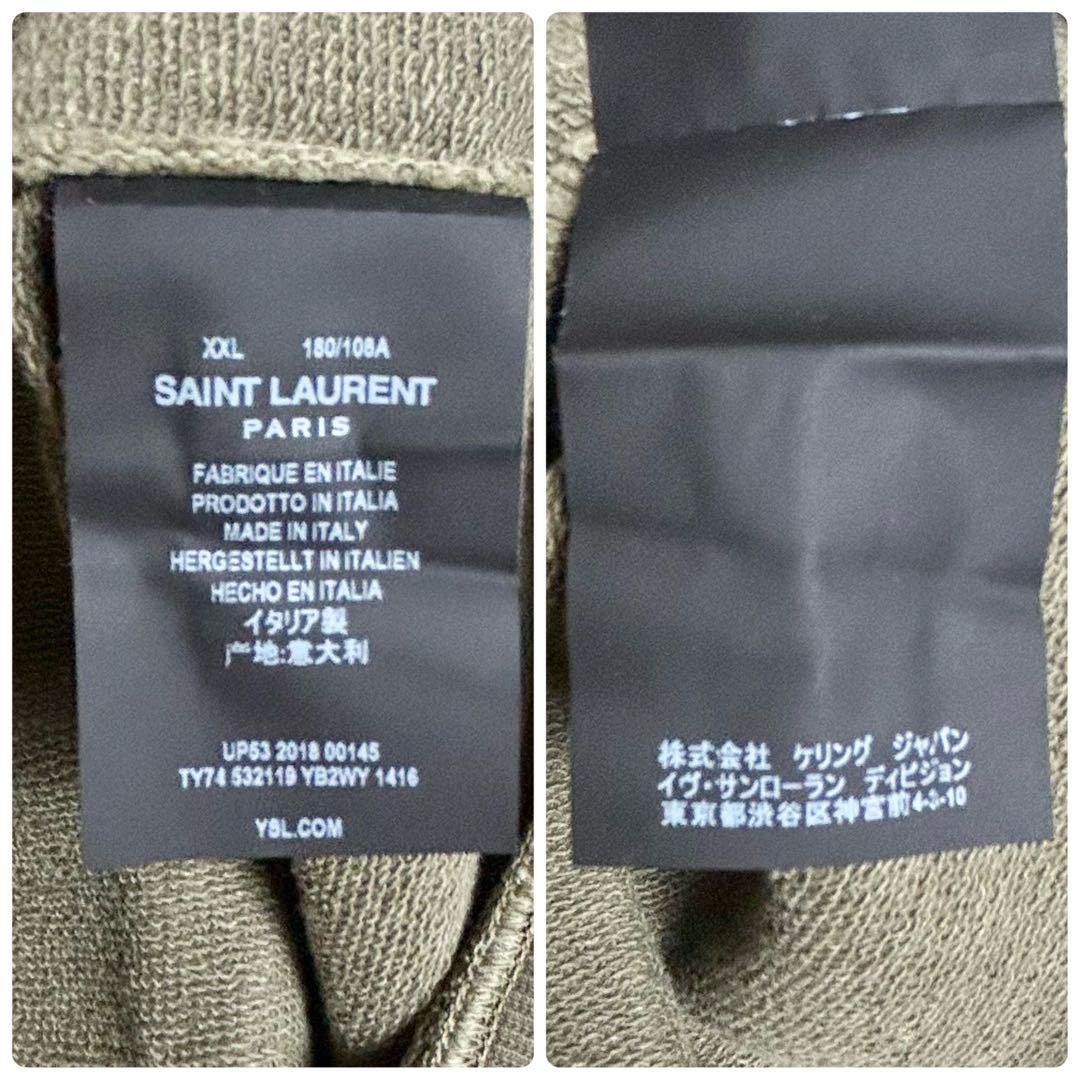 XXL 180/108A
SAINT LAURENT
PARIS
FABRIQUE EN ITALIE
PRODOTTO IN ITALIA
MADE IN ITALY
HERGESTELLT IN ITALIEN
HECHO EN ITALIA
イタリア製
产地:意大利
UP53 2018 00145
TY74 532119 YB2WY 1416
YSL.COM
株式会社 ケリング ジャパン
イヴ・サンローラン ディビジョン
東京都渋谷区神宮前4-3-10